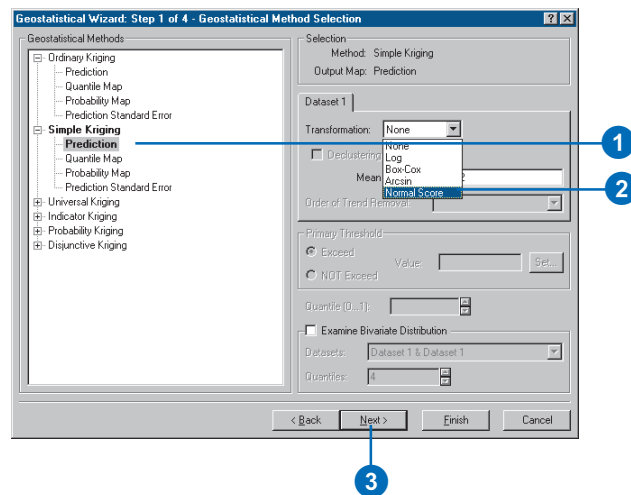 Geostatistical Wizard: Step 1 of 4 - Geostatistical Method Selection
Geostatistical Methods
Ordinary Kriging
Prediction
Quantile Map
Probability Map
Prediction Standard Error
Simple Kriging
Prediction
Quantile Map
Probability Map
Prediction Standard Error
Universal Kriging
Indicator Kriging
Probability Kriging
Disjunctive Kriging
Selection
Method: Simple Kriging
Output Map: Prediction
Dataset 1
Transformation: None
None
Log
Box-Cox
Arcsin
Normal Score
Declustering
Mean
2
Order of Trend Removal:
Primary Threshold
Exceed
NOT Exceed
Value:
Set...
Quantile (0...1):
Examine Bivariate Distribution
Datasets: Dataset 1 & Dataset 1
Quantiles: 4
< Back
Next >
Finish
Cancel
1
2
3